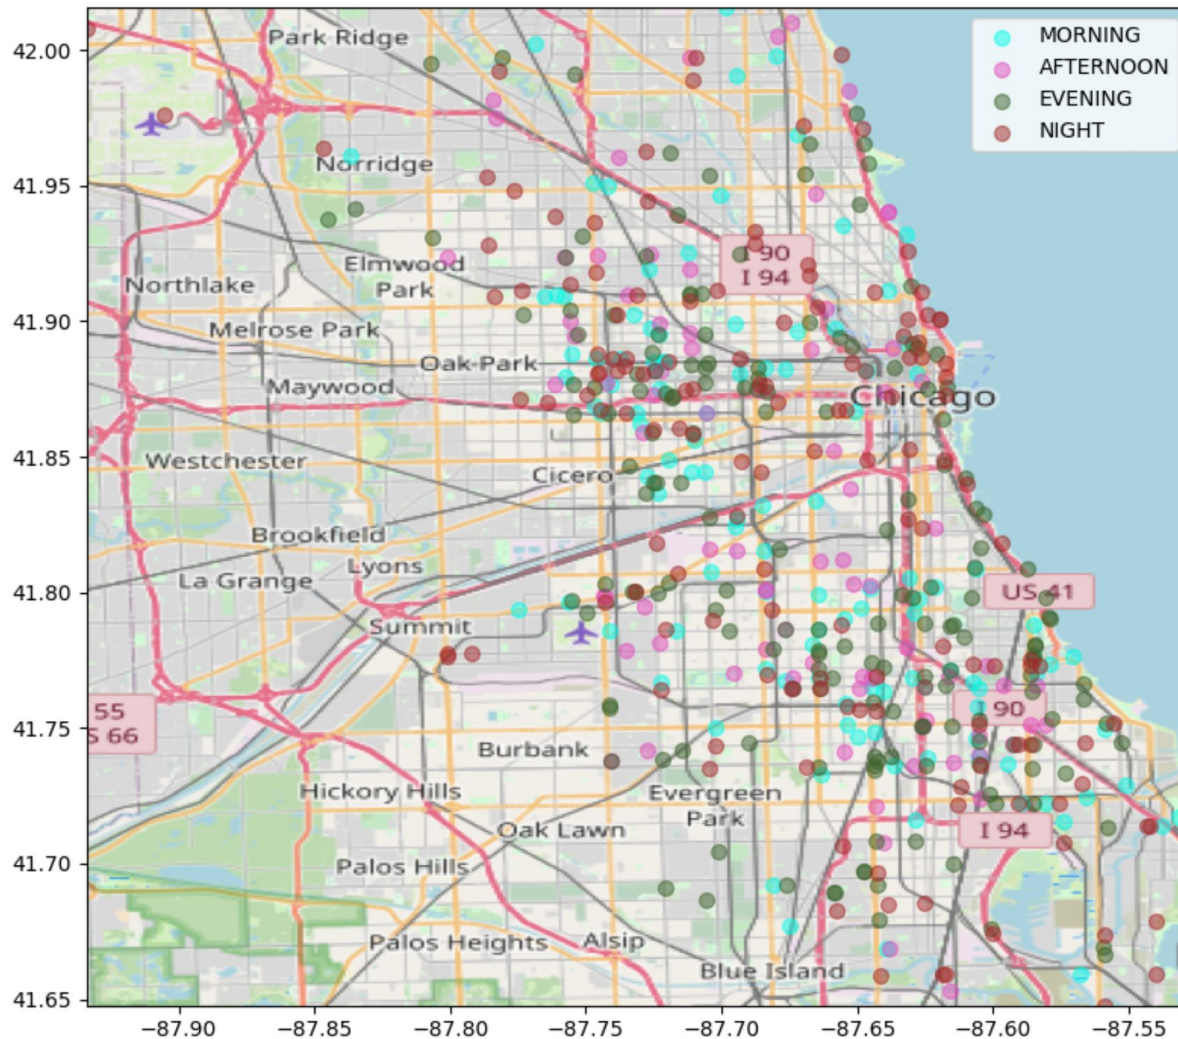 MORNING
AFTERNOON
EVENING
NIGHT
42.00
41.95
41.90
41.85
41.80
41.75
41.70
41.65
Park Ridge
Norridge
Elmwood
Park
I 90
I 94
Northlake
Melrose Park
Oak Park
Maywood
Chicago
Westchester
Cicero
Brookfield
Lyons
La Grange
US 41
Summit
55
S 66
I 90
Burbank
Hickory Hills
Evergreen
Park
Oak Lawn
I 94
Palos Hills
Palos Heights
Alsip
Blue Island
−87.90
−87.85
−87.80
−87.75
−87.70
−87.65
−87.60
−87.55